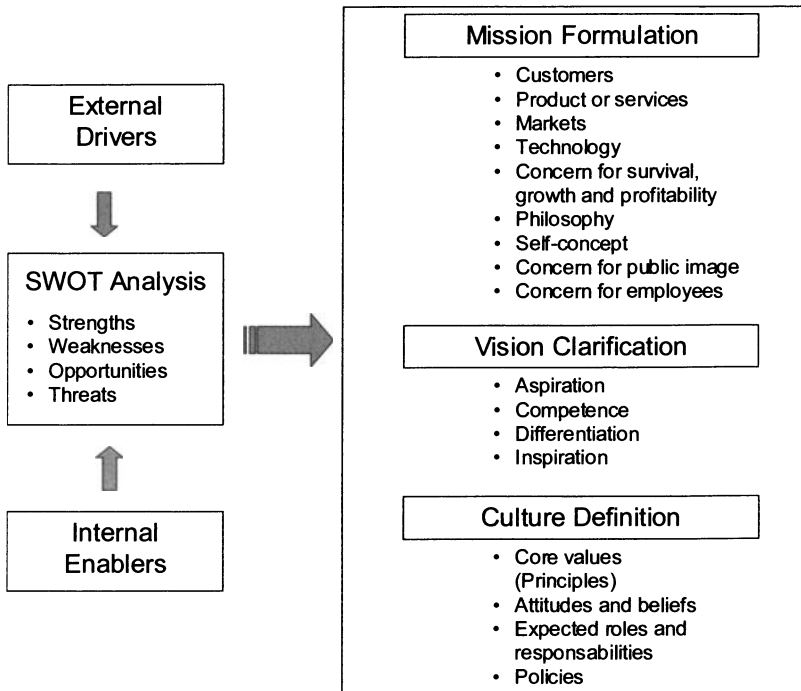 External
Drivers
SWOT Analysis
• Strengths
• Weaknesses
• Opportunities
• Threats
Internal
Enablers
Mission Formulation
• Customers
• Product or services
• Markets
• Technology
• Concern for survival,
growth and profitability
• Philosophy
• Self-concept
• Concern for public image
• Concern for employees
Vision Clarification
• Aspiration
• Competence
• Differentiation
• Inspiration
Culture Definition
• Core values
(Principles)
• Attitudes and beliefs
• Expected roles and
responsabilities
• Policies